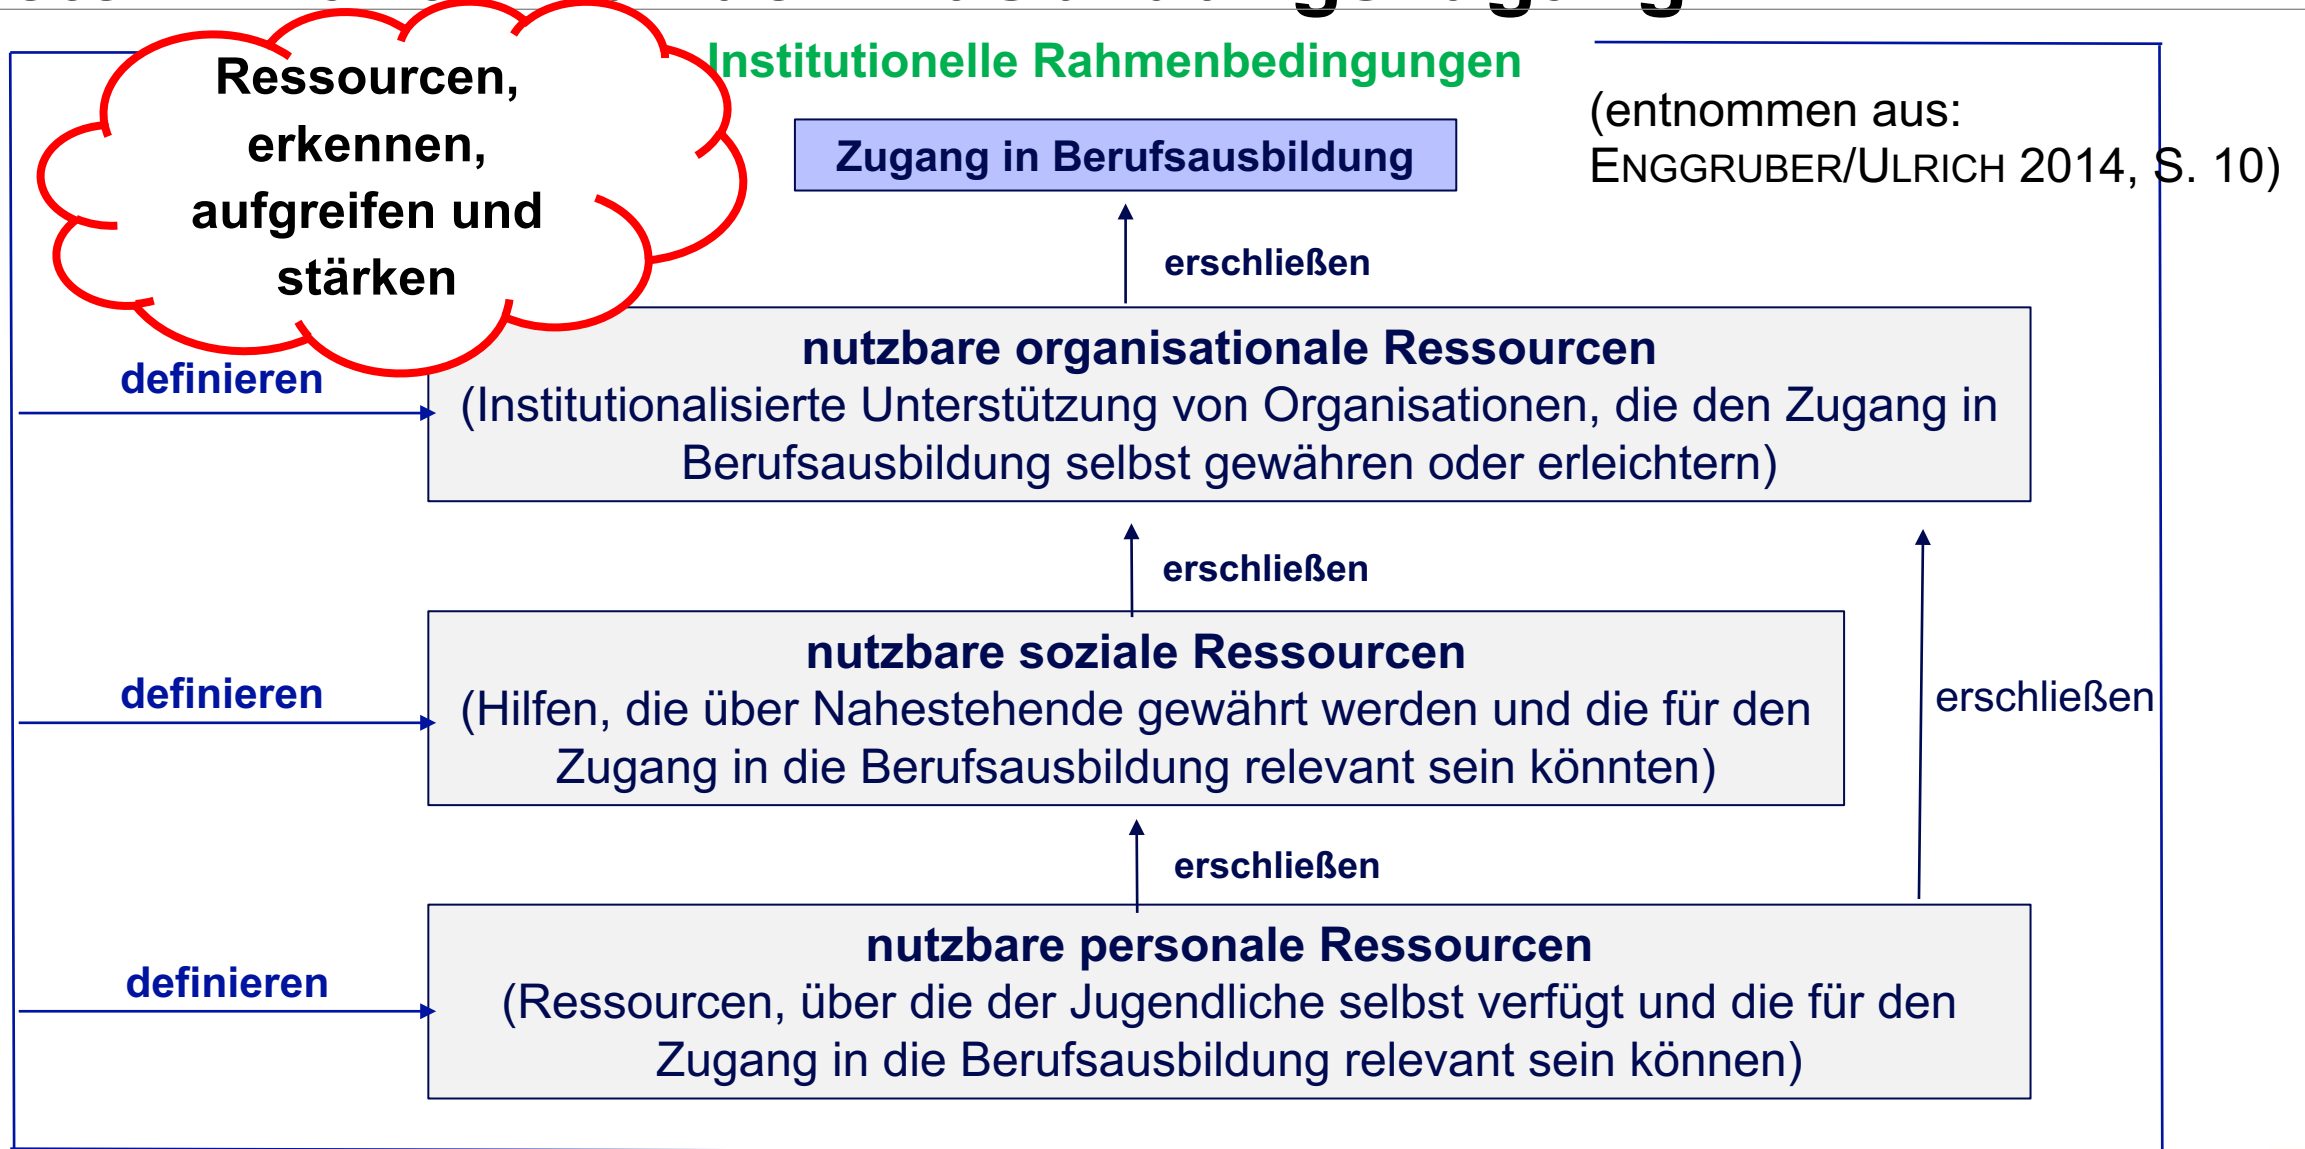 Institutionelle Rahmenbedingungen
Ressourcen,
erkennen,
aufgreifen und
stärken
(entnommen aus:
ENGGRUBER/ULRICH 2014, S. 10)
Zugang in Berufsausbildung
erschließen
definieren
nutzbare organisationale Ressourcen
(Institutionalisierte Unterstützung von Organisationen, die den Zugang in
Berufsausbildung selbst gewähren oder erleichtern)
erschließen
definieren
nutzbare soziale Ressourcen
(Hilfen, die über Nahestehende gewährt werden und die für den
Zugang in die Berufsausbildung relevant sein könnten)
erschließen
erschließen
definieren
nutzbare personale Ressourcen
(Ressourcen, über die der Jugendliche selbst verfügt und die für den
Zugang in die Berufsausbildung relevant sein können)